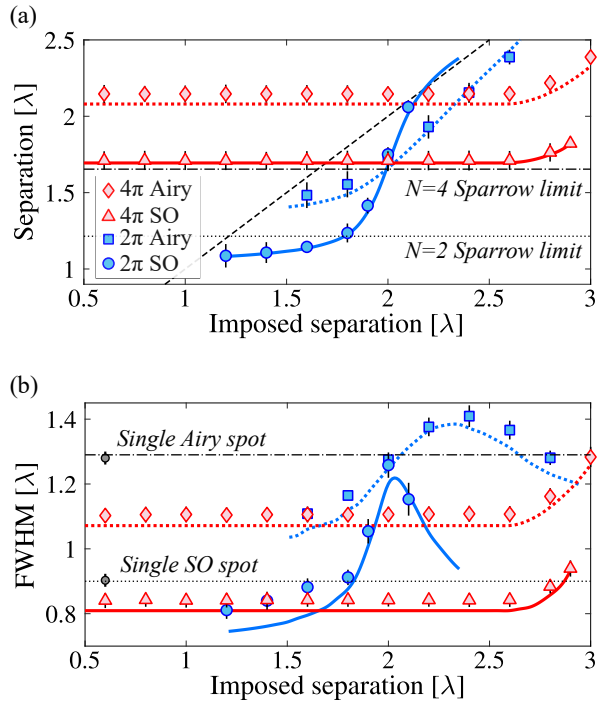 (a)
2.5
2
1.5
1
Separation [λ]
4π Airy
4π SO
2π Airy
2π SO
N=4 Sparrow limit
N=2 Sparrow limit
0.5 1 1.5 2 2.5 3
Imposed separation [λ]
(b)
1.4
1.2
1
0.8
FWHM [λ]
Single Airy spot
Single SO spot
0.5 1 1.5 2 2.5 3
Imposed separation [λ]